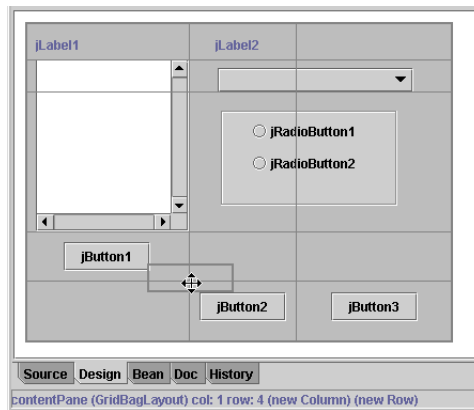 jLabel1 jLabel2
jRadioButton1
jRadioButton2
jButton1
jButton2 jButton3
Source Design Bean Doc History
contentPane (GridBagLayout) col: 1 row: 4 (new Column) (new Row)